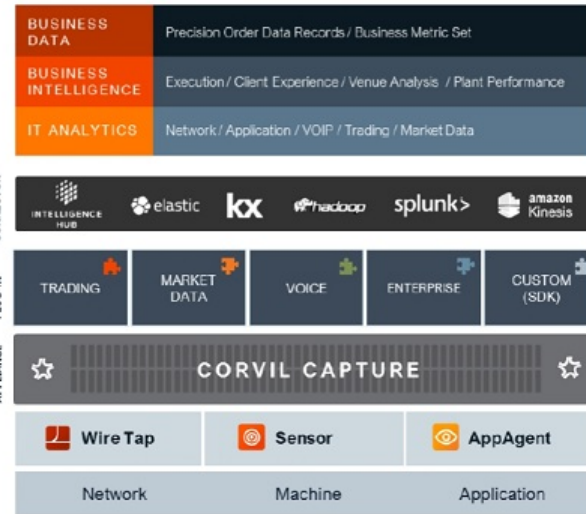 BUSINESS DATA
Precision Order Data Records / Business Metric Set
BUSINESS INTELLIGENCE
Execution / Client Experience / Venue Analysis / Plant Performance
IT ANALYTICS
Network / Application / VOIP / Trading / Market Data
INTELLIGENCE HUB
elastic
kx
hadoop
splunk>
amazon Kinesis
TRADING
MARKET DATA
VOICE
ENTERPRISE
CUSTOM (SDK)
CORVIL CAPTURE
Wire Tap
Sensor
AppAgent
Network
Machine
Application